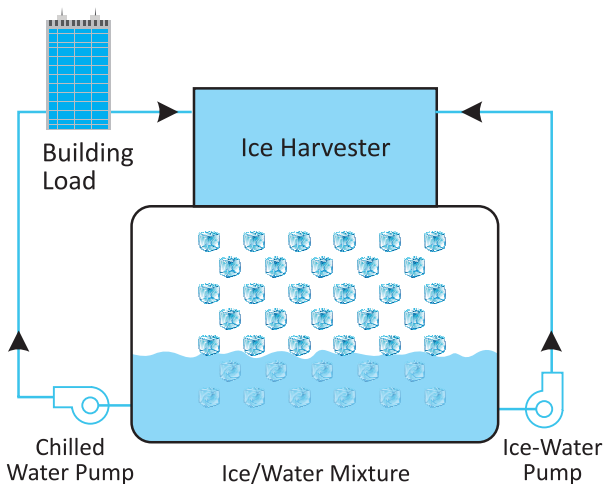 Building
Load
Ice Harvester
Chilled
Water Pump
Ice/Water Mixture
Ice-Water
Pump